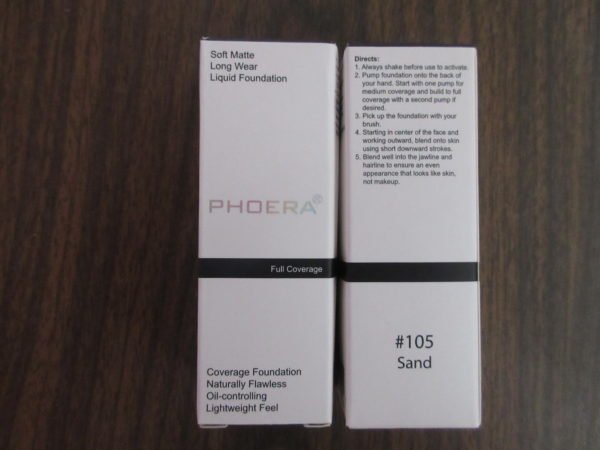 Soft Matte
Long Wear
Liquid Foundation
PHOERA®
Full Coverage
Coverage Foundation
Naturally Flawless
Oil-controlling
Lightweight Feel
Directs:
1. Always shake before use to activate.
2. Pump foundation onto the back of
your hand. Start with one pump for
medium coverage and build to full
coverage with a second pump if
desired.
3. Pick up the foundation with your
brush.
4. Starting in center of the face and
working outward, blend onto skin
using short downward strokes.
5. Blend well into the jawline and
hairline to ensure an even
appearance that looks like skin,
not makeup.
#105
Sand